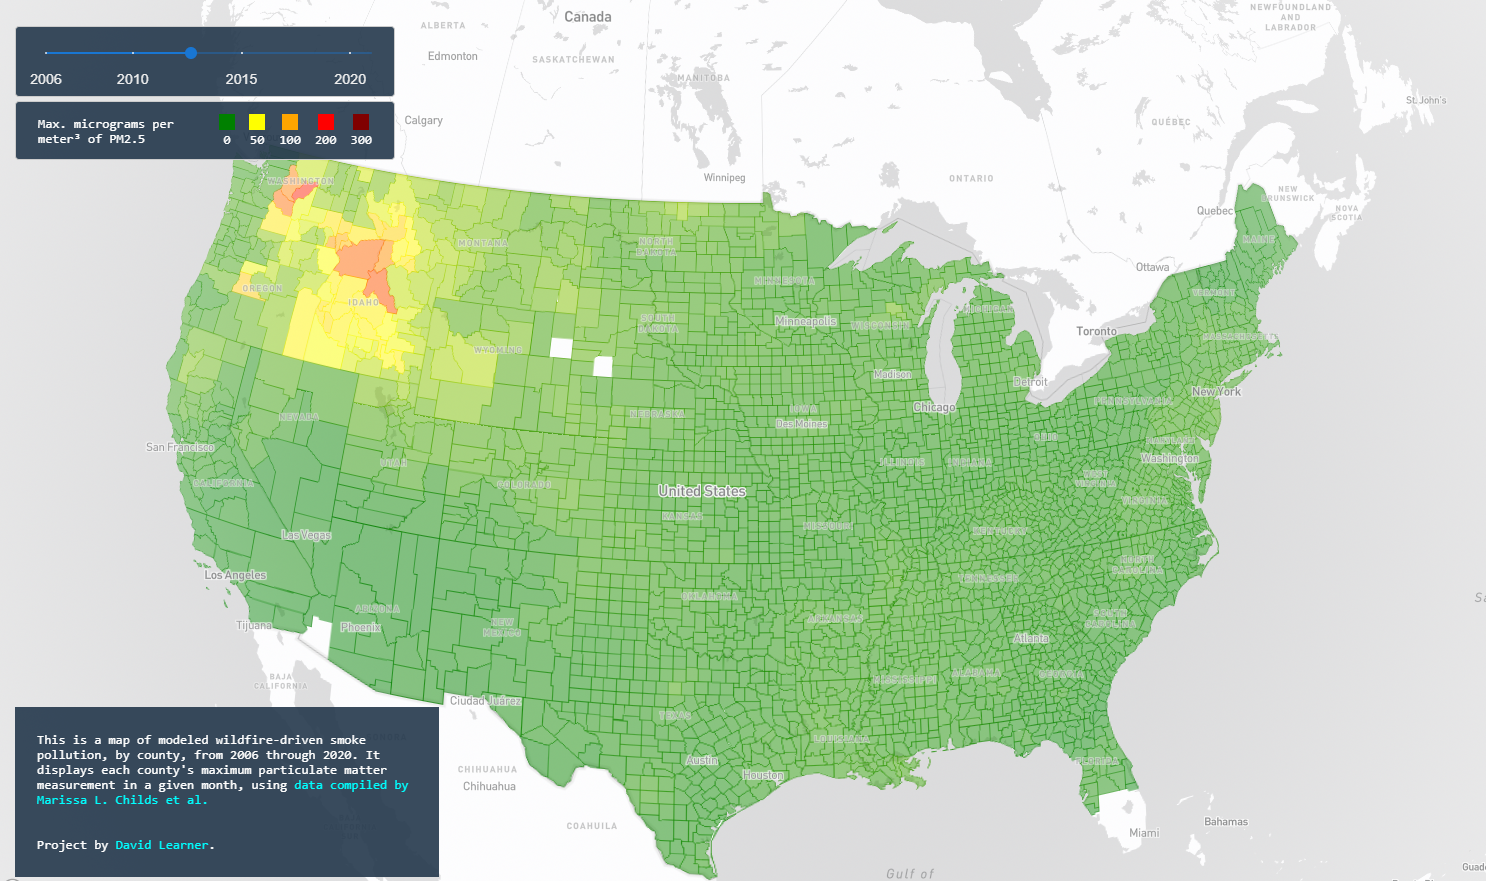 Canada
ALBERTA
NEWFOUNDLAND
AND
LABRADOR
Edmonton
SASKATCHEWAN
MANITOBA
2006 2010 2015 2020
St. John's
Calgary
QUÉBEC
Max. micrograms per
meter³ of PM2.5
0 50 100 200 300
WASHINGTON
Winnipeg
ONTARIO
NEW
BRUNSWICK
NOVA
SCOTIA
Quebec
MONTANA
NORTH
DAKOTA
MAINE
Ottawa
OREGON
IDAHO
MINNESOTA
VERMONT
MICHIGAN
SOUTH
DAKOTA
Minneapolis
WISCONSIN
Toronto
MASSACHUSETTS
WYOMING
Madison
Detroit
New York
NEVADA
NEBRASKA
IOWA
Des Moines
Chicago
PENNSYLVANIA
San Francisco
UTAH
OHIO
MARYLAND
Washington
ILLINOIS
INDIANA
CALIFORNIA
COLORADO
United States
WEST
VIRGINIA
VIRGINIA
KANSAS
MISSOURI
KENTUCKY
Las Vegas
Los Angeles
NORTH
CAROLINA
TENNESSEE
ARIZONA
OKLAHOMA
ARKANSAS
SOUTH
CAROLINA
Tijuana
Phoenix
NEW
MEXICO
Atlanta
BAJA
CALIFORNIA
MISSISSIPPI
ALABAMA
GEORGIA
Ciudad Juárez
TEXAS
LOUISIANA
This is a map of modeled wildfire-driven smoke
pollution, by county, from 2006 through 2020. It
displays each county's maximum particulate matter
measurement in a given month, using data compiled by
Marissa L. Childs et al.
Project by David Learner.
CHIHUAHUA
Chihuahua
Austin
Houston
FLORIDA
COAHUILA
Miami
Bahamas
Gulf of